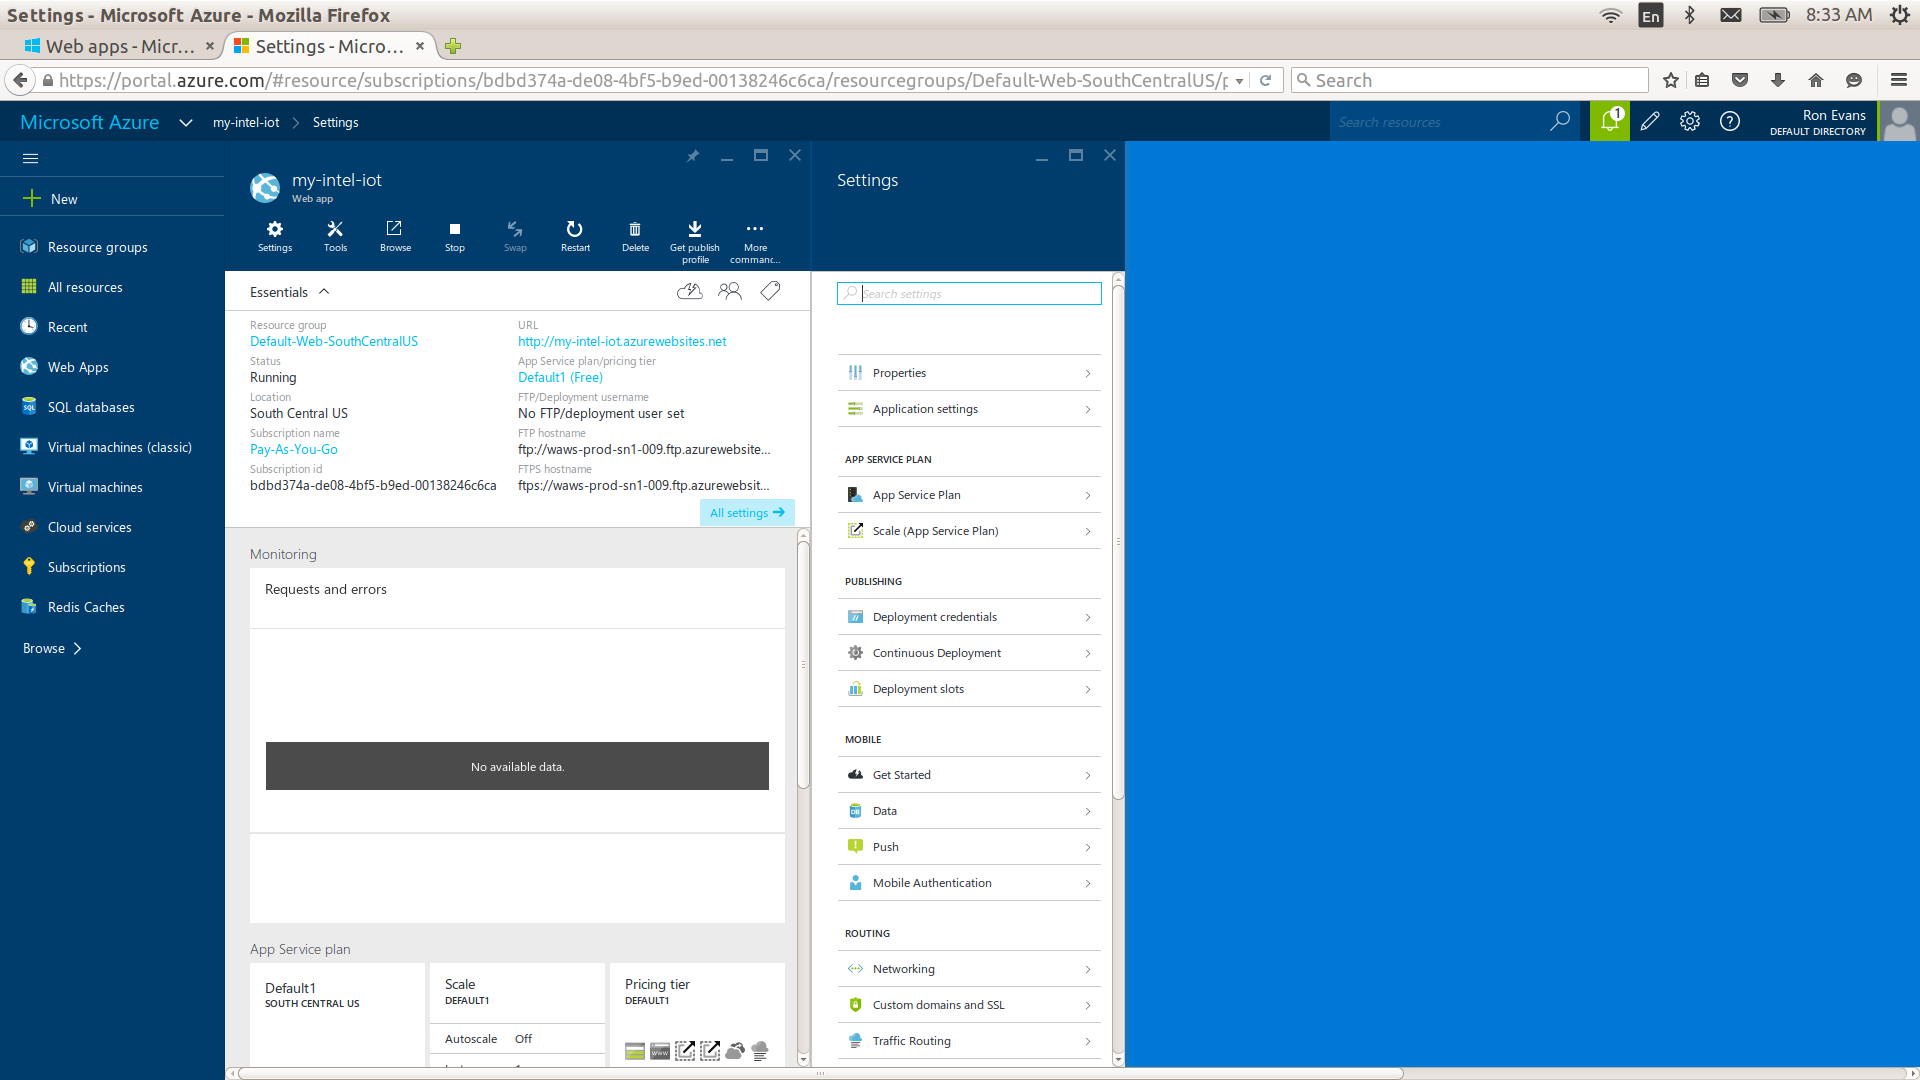 Settings - Microsoft Azure - Mozilla Firefox
En
8:33 AM
Web apps - Micr...
Settings - Micro...
https://portal.azure.com/#resource/subscriptions/bdbd374a-de08-4bf5-b9ed-00138246c6ca/resourcegroups/Default-Web-SouthCentralUS/p
Search
Microsoft Azure
my-intel-iot
Settings
Search resources
1
Ron Evans
DEFAULT DIRECTORY
New
Resource groups
All resources
Recent
Web Apps
SQL databases
Virtual machines (classic)
Virtual machines
Cloud services
Subscriptions
Redis Caches
Browse
my-intel-iot
Web app
Settings
Tools
Browse
Stop
Swap
Restart
Delete
Get publish profile
More commanc...
Essentials
Resource group
Default-Web-SouthCentralUS
Status
Running
Location
South Central US
Subscription name
Pay-As-You-Go
Subscription id
bdbd374a-de08-4bf5-b9ed-00138246c6ca
URL
http://my-intel-iot.azurewebsites.net
App Service plan/pricing tier
Default1 (Free)
FTP/Deployment username
No FTP/deployment user set
FTP hostname
ftp://waws-prod-sn1-009.ftp.azurewebsite...
FTPS hostname
ftps://waws-prod-sn1-009.ftp.azurewebsit...
All settings
Monitoring
Requests and errors
No available data.
App Service plan
Default1
SOUTH CENTRAL US
Scale
DEFAULT1
Autoscale Off
Pricing tier
DEFAULT1
Settings
Search settings
Properties
Application settings
APP SERVICE PLAN
App Service Plan
Scale (App Service Plan)
PUBLISHING
Deployment credentials
Continuous Deployment
Deployment slots
MOBILE
Get Started
Data
Push
Mobile Authentication
ROUTING
Networking
Custom domains and SSL
Traffic Routing